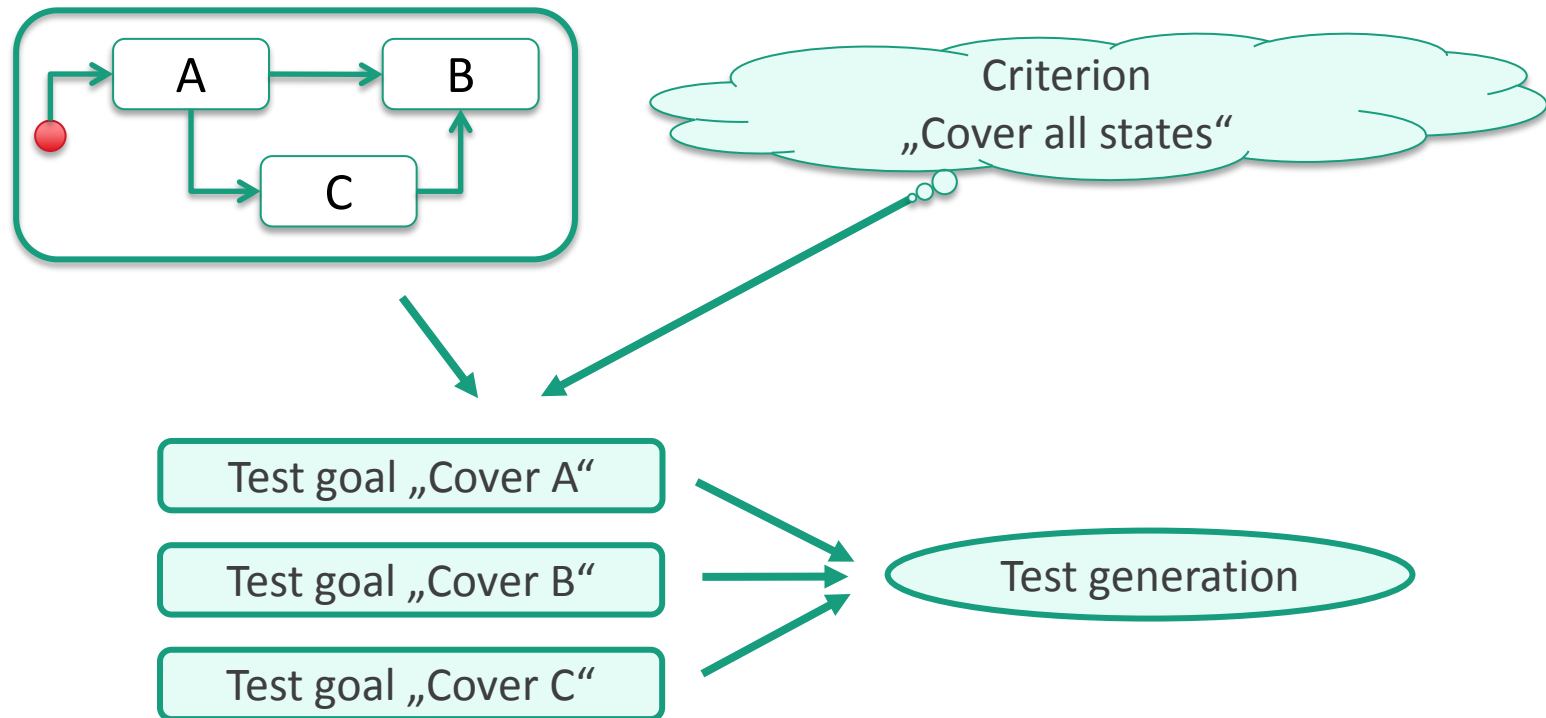 A
B
C
Criterion
„Cover all states“
Test goal „Cover A“
Test goal „Cover B“
Test goal „Cover C“
Test generation